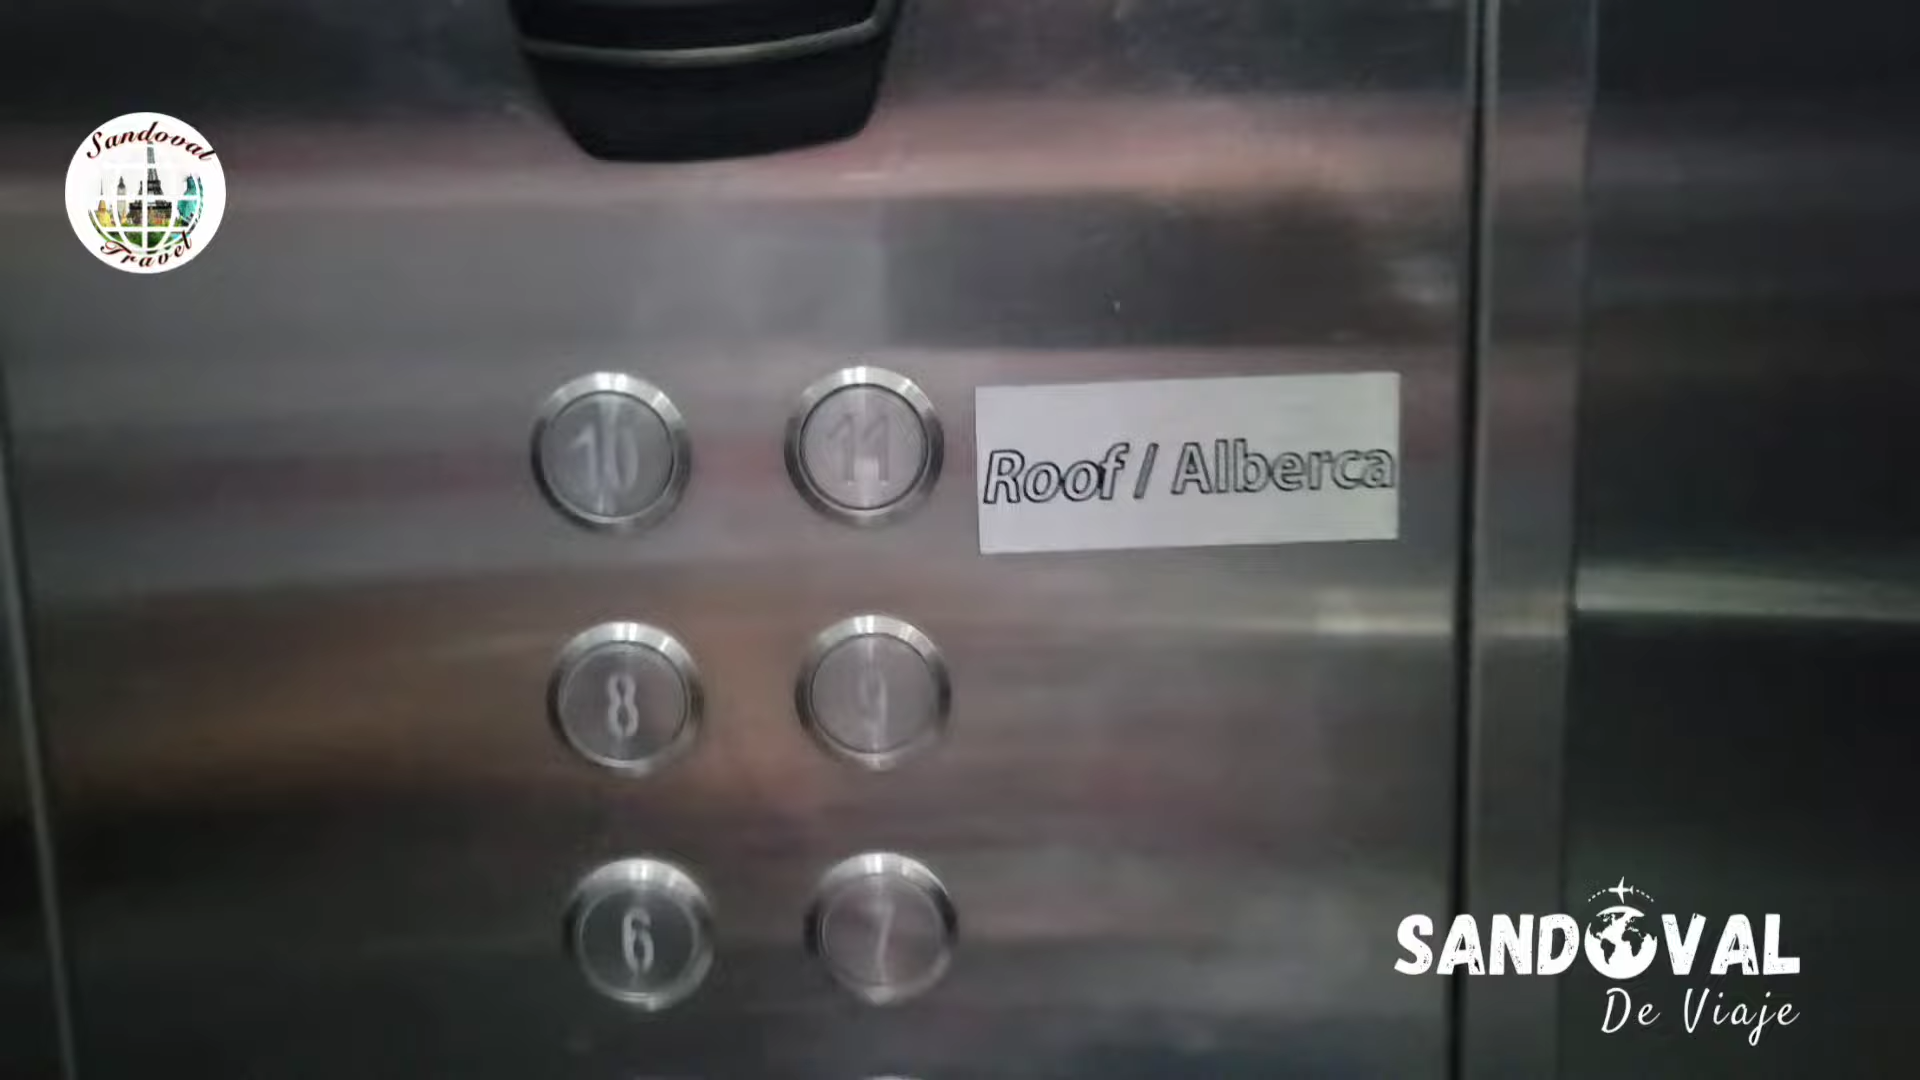 Sandoval
Travel
10
11
Roof / Alberca
8
9
6
7
SANDOVAL
De Viaje